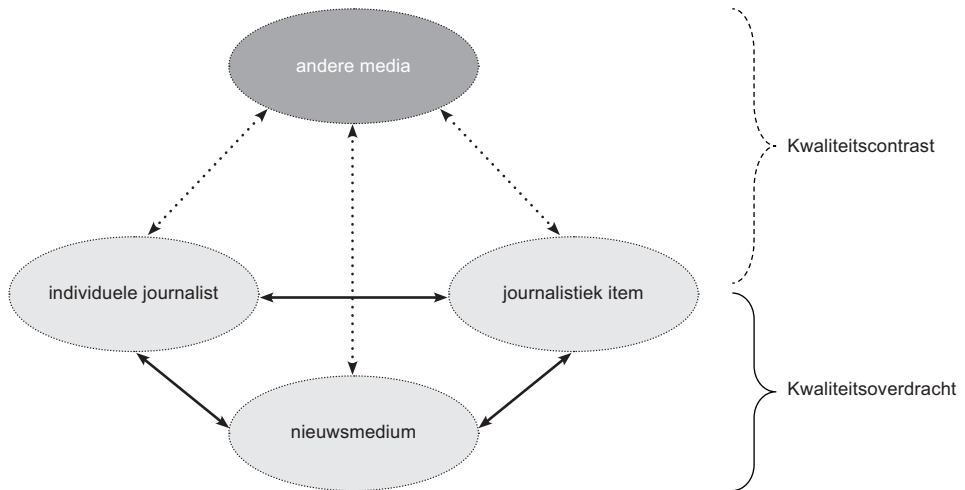 andere media
Kwaliteitscontrast
individuele journalist
journalistiek item
Kwaliteitsoverdracht
nieuwsmedium